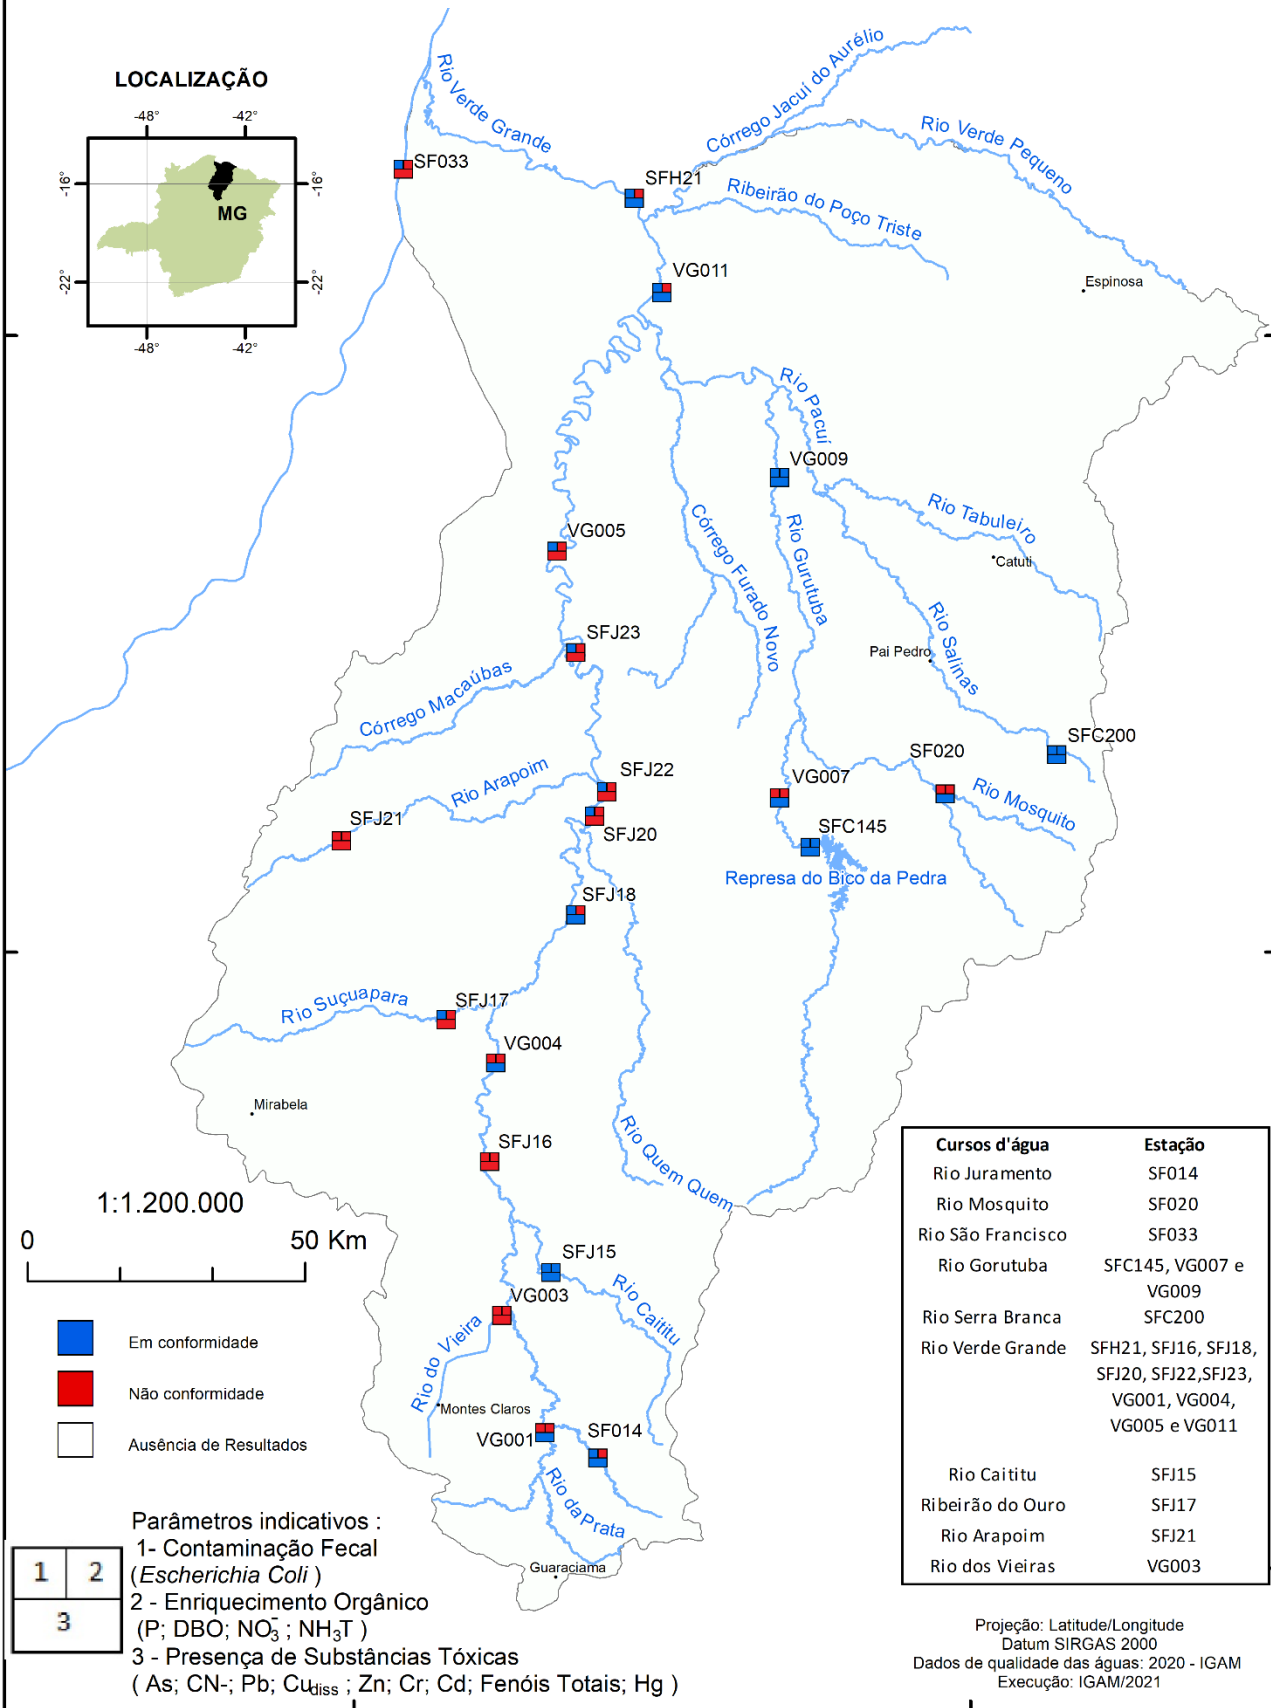 LOCALIZAÇÃO
-48°
-42°
-16°
-16°
MG
-22°
-22°
-48°
-42°
Rio Verde Grande
Córrego Jacuí do Aurélio
Rio Verde Pequeno
SF033
SFH21
Ribeirão do Poço Triste
VG011
Espinosa
Rio Pacuí
VG009
Rio Tabuleiro
Catuti
VG005
Córrego Furado Novo
Rio Gurutuba
SFJ23
Rio Salinas
Pai Pedro
Córrego Macaúbas
SFC200
SF020
SFJ22
VG007
Rio Arapoim
Rio Mosquito
SFJ21
SFJ20
SFC145
Represa do Bico da Pedra
SFJ18
Rio Suçuapara
SFJ17
VG004
Mirabela
SFJ16
Rio Quem Quem
1:1.200.000
0
50 Km
SFJ15
VG003
Rio Caititu
Rio do Vieira
Montes Claros
VG001
SF014
Rio da Prata
Guaraciama
Em conformidade
Não conformidade
Ausência de Resultados
Parâmetros indicativos :
1- Contaminação Fecal
(Escherichia Coli )
2 - Enriquecimento Orgânico
(P; DBO; NO3- ; NH3T )
3 - Presença de Substâncias Tóxicas
( As; CN-; Pb; Cudiss ; Zn; Cr; Cd; Fenóis Totais; Hg )
1 2
3
Cursos d'água Estação
Rio Juramento SF014
Rio Mosquito SF020
Rio São Francisco SF033
Rio Gorutuba SFC145, VG007 e
VG009
Rio Serra Branca SFC200
Rio Verde Grande SFH21, SFJ16, SFJ18,
SFJ20, SFJ22,SFJ23,
VG001, VG004,
VG005 e VG011
Rio Caititu SFJ15
Ribeirão do Ouro SFJ17
Rio Arapoim SFJ21
Rio dos Vieiras VG003
Projeção: Latitude/Longitude
Datum SIRGAS 2000
Dados de qualidade das águas: 2020 - IGAM
Execução: IGAM/2021